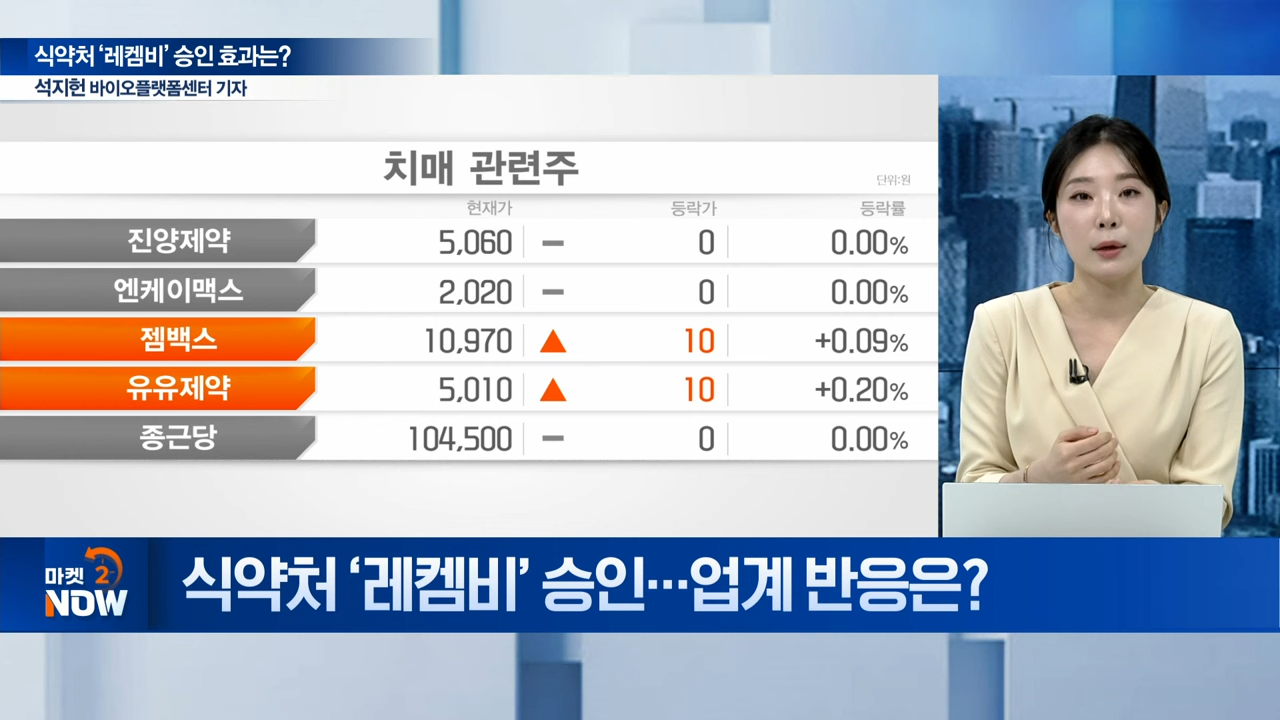 식약처 ‘레켐비’ 승인 효과는?
석지헌 바이오플랫폼센터 기자
치매 관련주
단위:원
현재가 등락가 등락률
진양제약 5,060 – 0 0.00%
엔케이맥스 2,020 – 0 0.00%
젬백스 10,970 ▲ 10 +0.09%
유유제약 5,010 ▲ 10 +0.20%
종근당 104,500 – 0 0.00%
마켓 2
NOW
식약처 ‘레켐비’ 승인…업계 반응은?